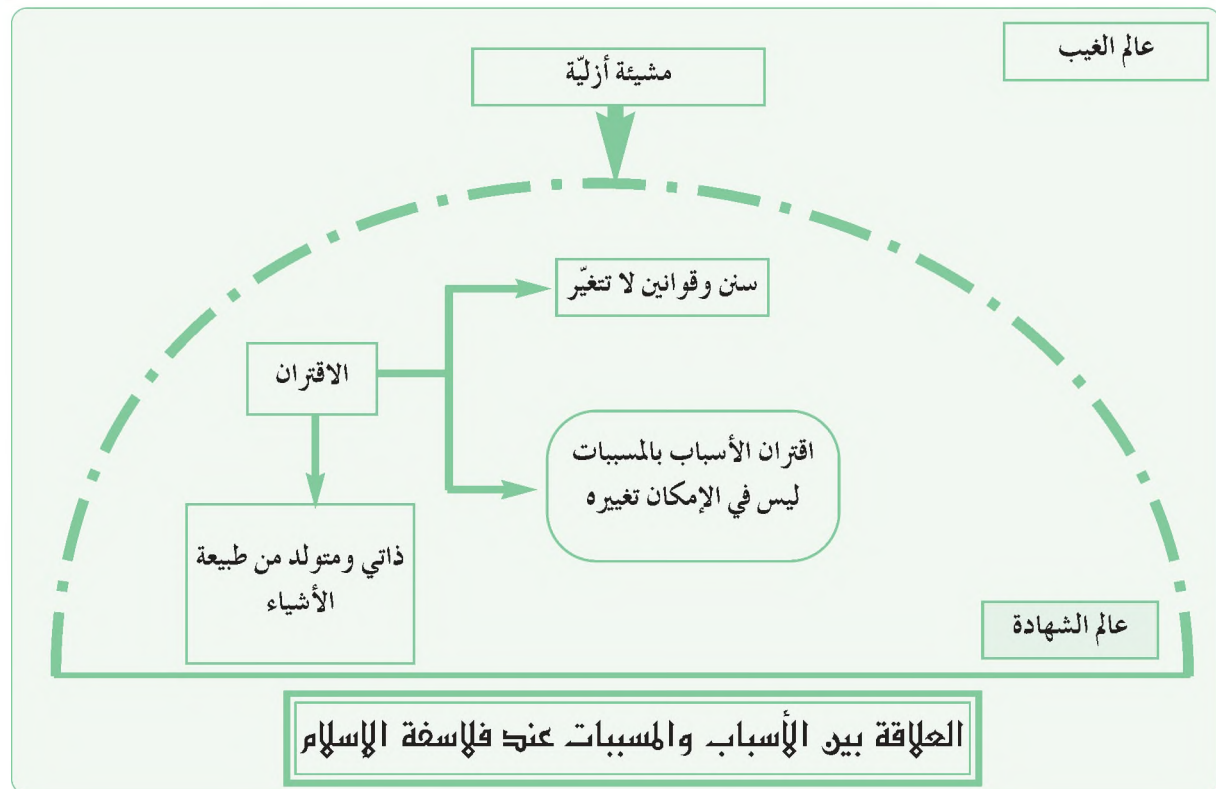 عالم الغيب
مشيئة أزليّة
سنن وقوانين لا تتغيّر
الاقتران
اقتران الأسباب بالمسببات
ليس في الإمكان تغييره
ذاتي ومتولد من طبيعة
الأشياء
عالم الشهادة
العلاقة بين الأسباب والمسببات عند فلاسفة الإسلام